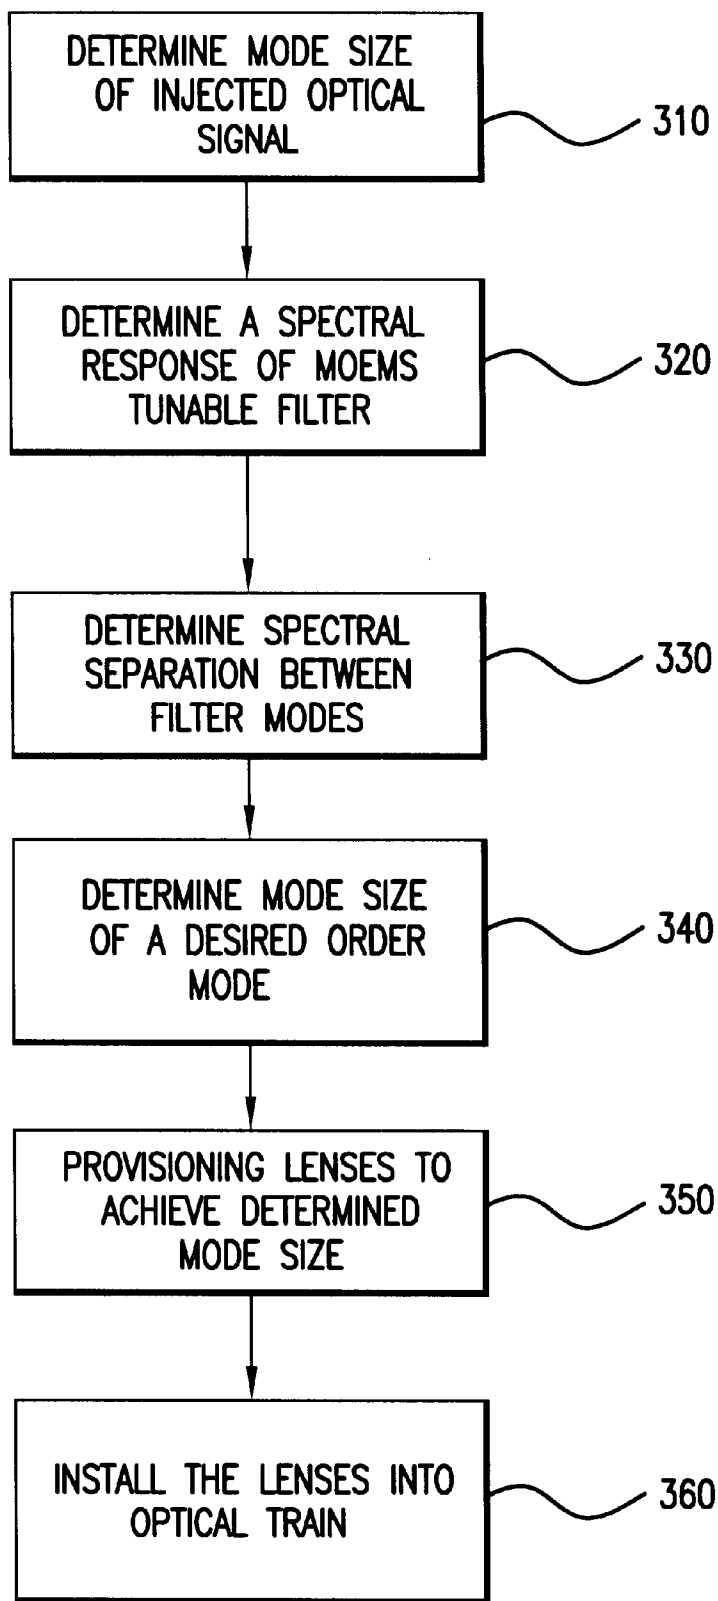 DETERMINE MODE SIZE
OF INJECTED OPTICAL
SIGNAL
310
DETERMINE A SPECTRAL
RESPONSE OF MOEMS
TUNABLE FILTER
320
DETERMINE SPECTRAL
SEPARATION BETWEEN
FILTER MODES
330
DETERMINE MODE SIZE
OF A DESIRED ORDER
MODE
340
PROVISIONING LENSES TO
ACHIEVE DETERMINED
MODE SIZE
350
INSTALL THE LENSES INTO
OPTICAL TRAIN
360